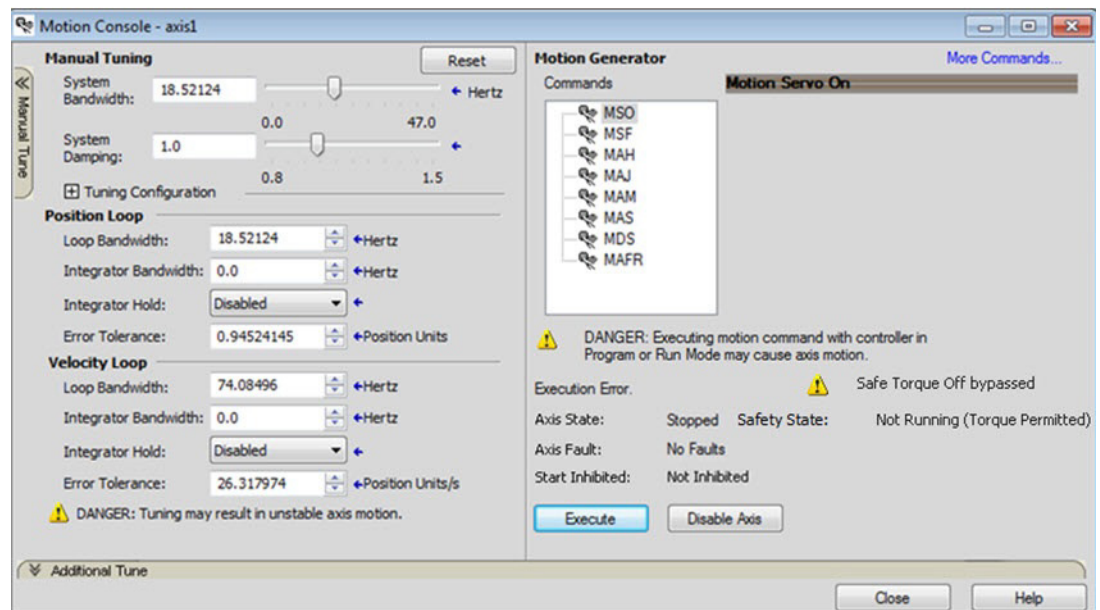 Motion Console - axis1
Manual Tune
Manual Tuning
Reset
System Bandwidth: 18.52124 Hertz
0.0 47.0
System Damping: 1.0
0.8 1.5
Tuning Configuration
Position Loop
Loop Bandwidth: 18.52124 Hertz
Integrator Bandwidth: 0.0 Hertz
Integrator Hold: Disabled
Error Tolerance: 0.94524145 Position Units
Velocity Loop
Loop Bandwidth: 74.08496 Hertz
Integrator Bandwidth: 0.0 Hertz
Integrator Hold: Disabled
Error Tolerance: 26.317974 Position Units/s
DANGER: Tuning may result in unstable axis motion.
Motion Generator
More Commands...
Commands
Motion Servo On
MSO
MSF
MAH
MAJ
MAM
MAS
MDS
MAFR
DANGER: Executing motion command with controller in
Program or Run Mode may cause axis motion.
Execution Error.
Safe Torque Off bypassed
Axis State: Stopped Safety State: Not Running (Torque Permitted)
Axis Fault: No Faults
Start Inhibited: Not Inhibited
Execute Disable Axis
Additional Tune
Close Help